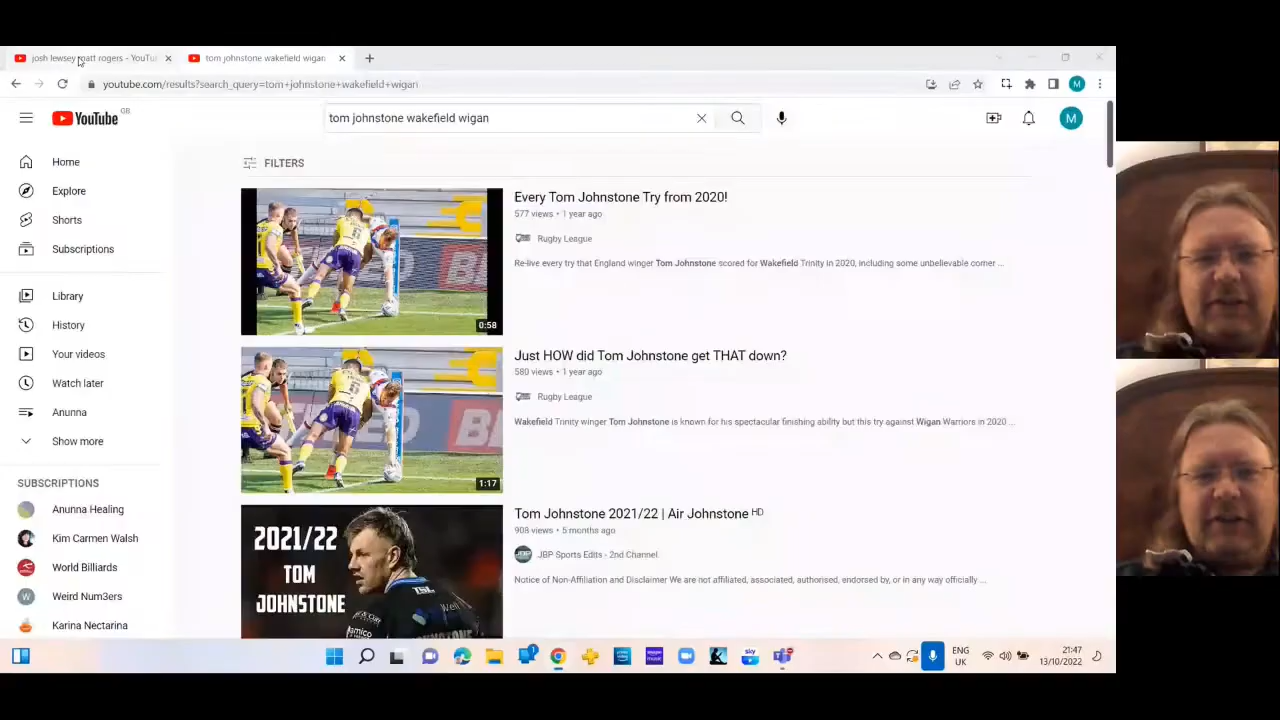 josh lewsey matt rogers - YouTu
tom johnstone wakefield wigan
youtube.com/results?search_query=tom+johnstone+wakefield+wigan
M
YouTube GB
tom johnstone wakefield wigan
M
Home
Explore
Shorts
Subscriptions
Library
History
Your videos
Watch later
Anunna
Show more
SUBSCRIPTIONS
Anunna Healing
Kim Carmen Walsh
World Billiards
Weird Num3ers
Karina Nectarina
FILTERS
0:58
Every Tom Johnstone Try from 2020!
577 views • 1 year ago
Rugby League
Re-live every try that England winger Tom Johnstone scored for Wakefield Trinity in 2020, including some unbelievable corner ...
1:17
Just HOW did Tom Johnstone get THAT down?
580 views • 1 year ago
Rugby League
Wakefield Trinity winger Tom Johnstone is known for his spectacular finishing ability but this try against Wigan Warriors in 2020 ...
2021/22
TOM
JOHNSTONE
Tom Johnstone 2021/22 | Air Johnstone HD
908 views • 5 months ago
JBP Sports Edits - 2nd Channel
Notice of Non-Affiliation and Disclaimer We are not affiliated, associated, authorised, endorsed by, or in any way officially ...
sky
ENG
UK
21:47
13/10/2022